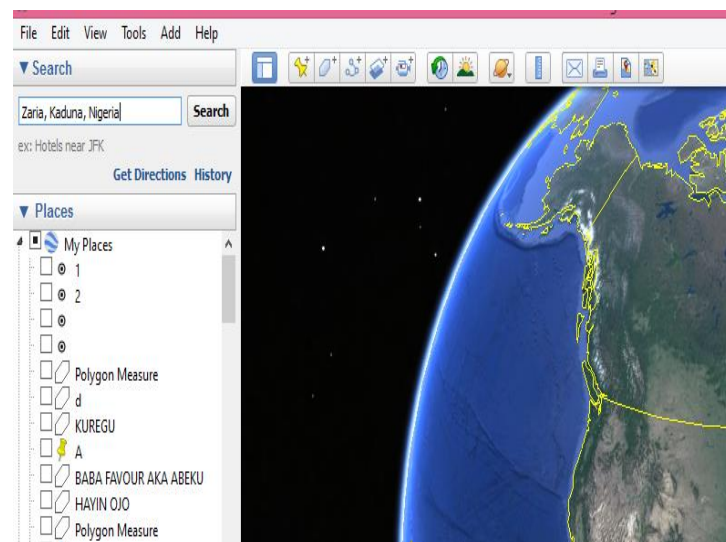 File Edit View Tools Add Help
▼ Search
Zaria, Kaduna, Nigeria
Search
ex: Hotels near JFK
Get Directions History
▼ Places
My Places
1
2
Polygon Measure
d
KUREGU
A
BABA FAVOUR AKA ABEKU
HAYIN OJO
Polygon Measure